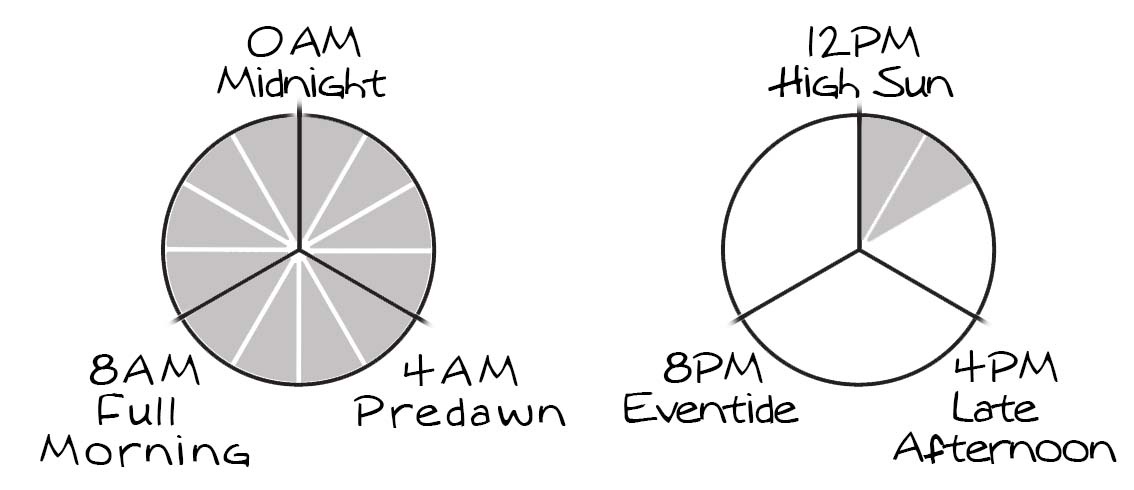 0AM
Midnight
8AM
Full
Morning
4AM
Predawn
12PM
High Sun
8PM
Eventide
4PM
Late
Afternoon